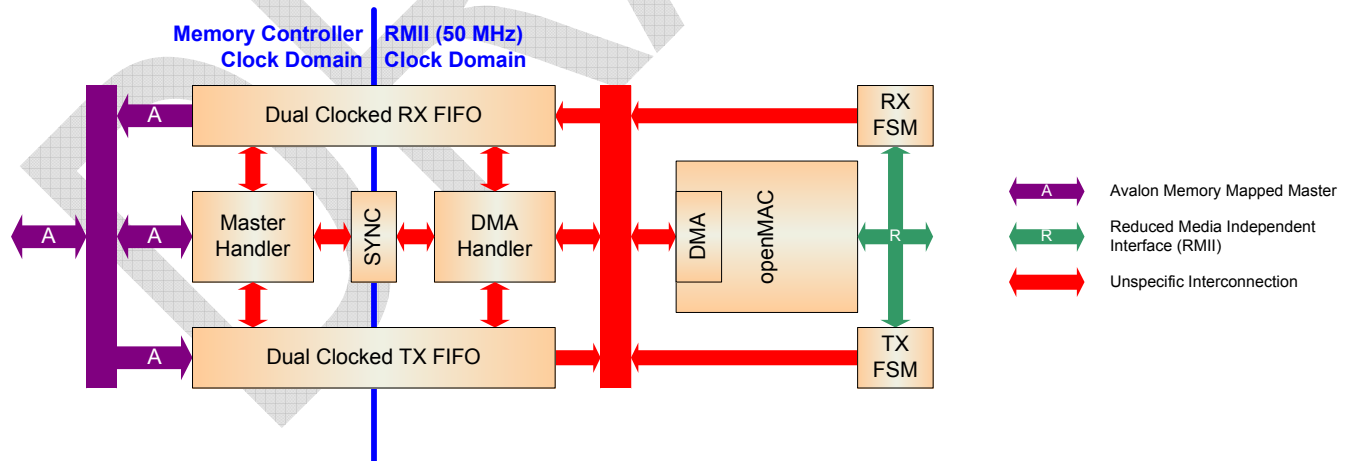 Memory Controller
Clock Domain
RMII (50 MHz)
Clock Domain
Dual Clocked RX FIFO
RX
FSM
A
Master
Handler
SYNC
DMA
Handler
DMA
openMAC
A
A
R
Dual Clocked TX FIFO
TX
FSM
A
A
Avalon Memory Mapped Master
R
Reduced Media Independent
Interface (RMII)
Unspecific Interconnection